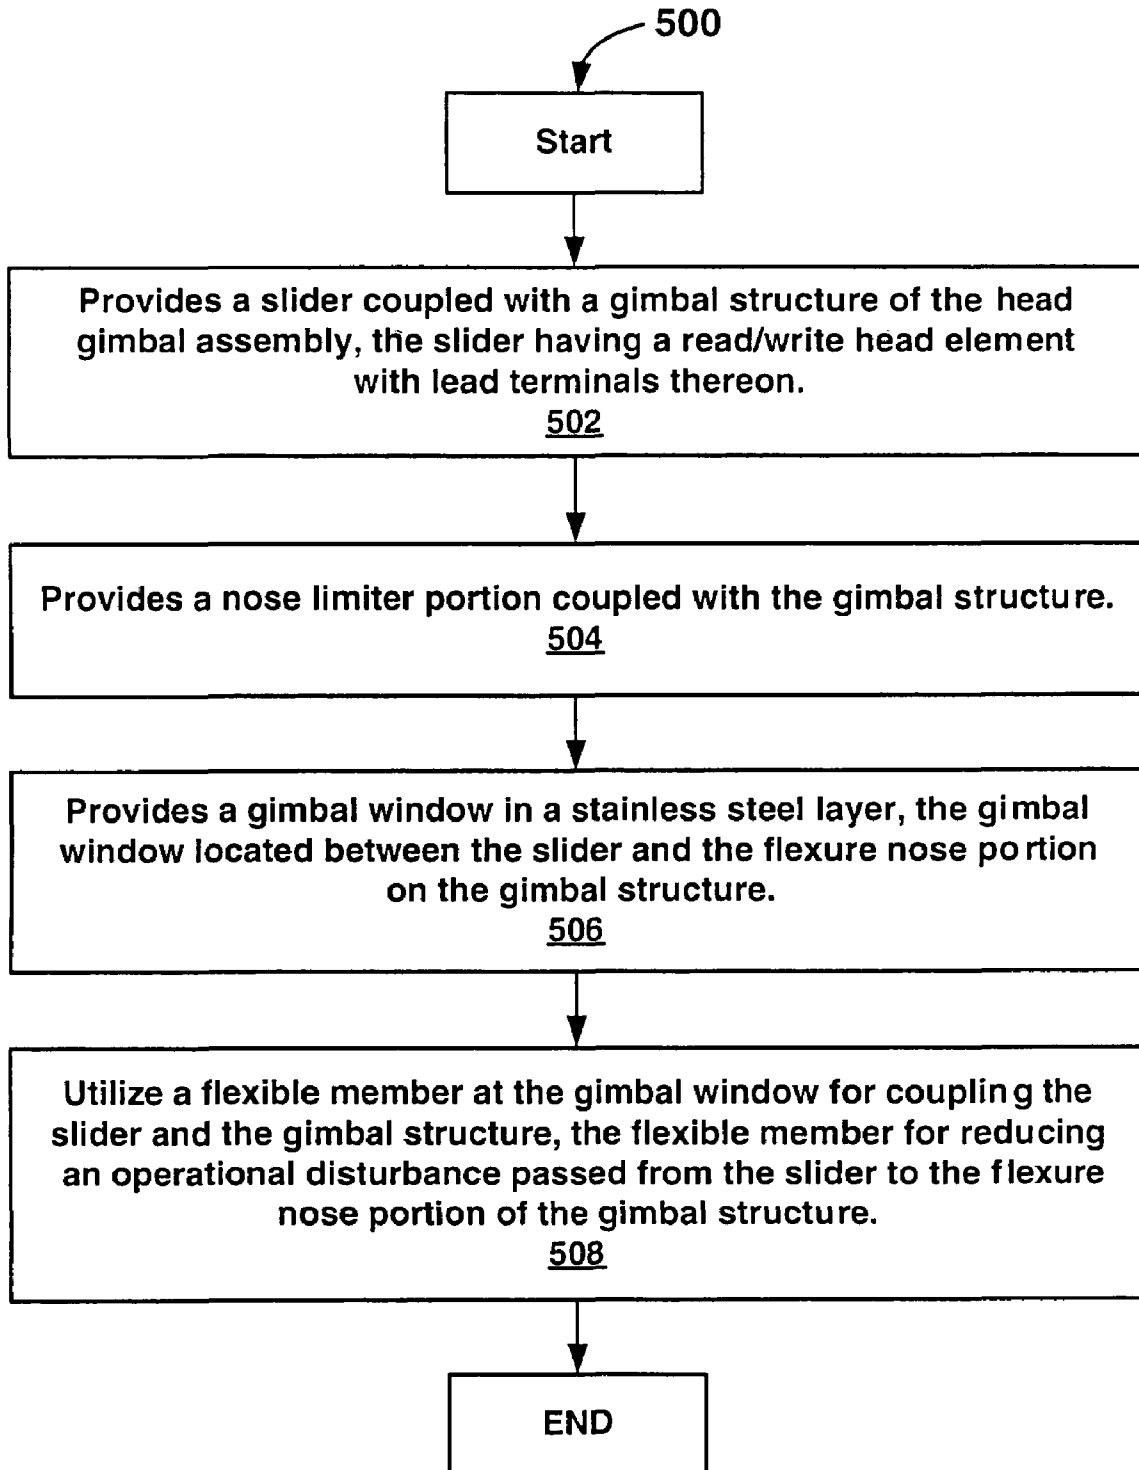 500
Start
Provides a slider coupled with a gimbal structure of the head
gimbal assembly, the slider having a read/write head element
with lead terminals thereon.
502
Provides a nose limiter portion coupled with the gimbal structure.
504
Provides a gimbal window in a stainless steel layer, the gimbal
window located between the slider and the flexure nose portion
on the gimbal structure.
506
Utilize a flexible member at the gimbal window for coupling the
slider and the gimbal structure, the flexible member for reducing
an operational disturbance passed from the slider to the flexure
nose portion of the gimbal structure.
508
END